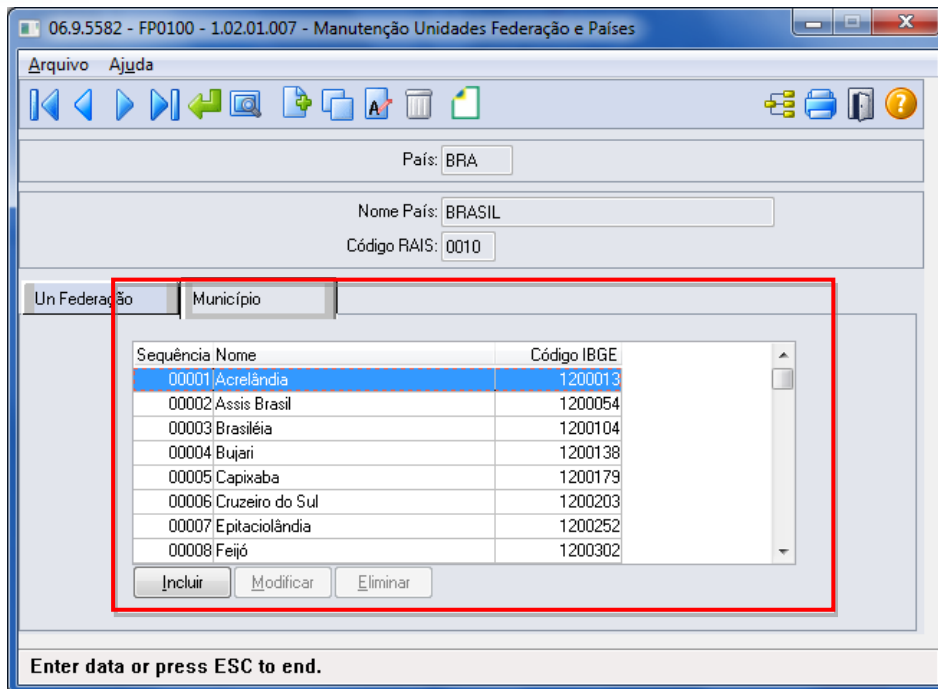 06.9.5582 - FP0100 - 1.02.01.007 - Manutenção Unidades Federação e Países
Arquivo Ajuda
País: BRA
Nome País: BRASIL
Código RAIS: 0010
Un Federação Município
Sequência Nome Código IBGE
00001 Acrelândia 1200013
00002 Assis Brasil 1200054
00003 Brasiléia 1200104
00004 Bujari 1200138
00005 Capixaba 1200179
00006 Cruzeiro do Sul 1200203
00007 Epitaciolândia 1200252
00008 Feijó 1200302
Incluir Modificar Eliminar
Enter data or press ESC to end.